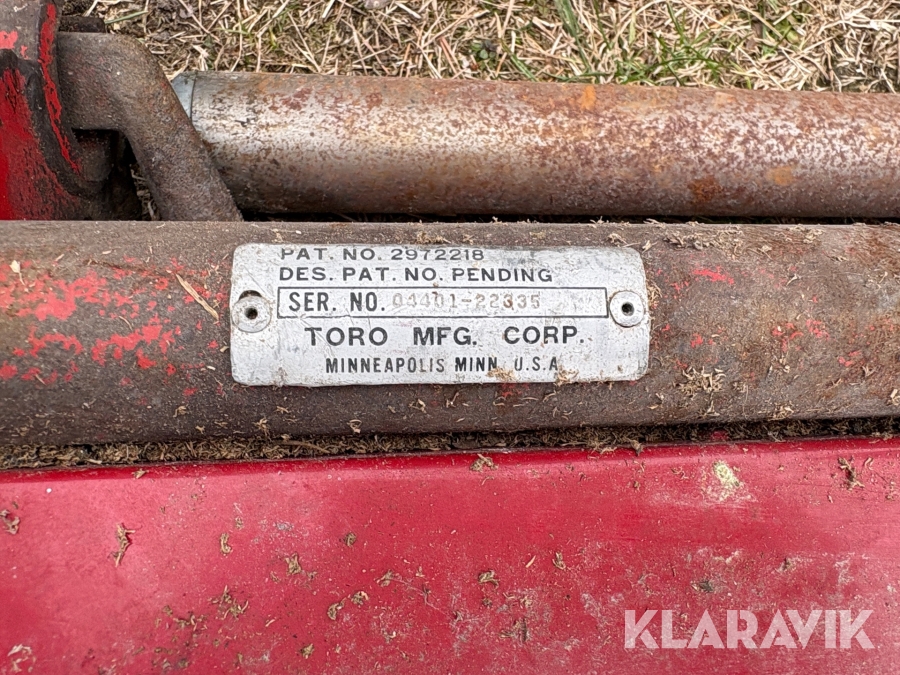 PAT. NO. 2972218
DES. PAT. NO. PENDING
SER. NO. 04401-22335
TORO MFG. CORP.
MINNEAPOLIS MINN. U.S.A.
KLARAVIK